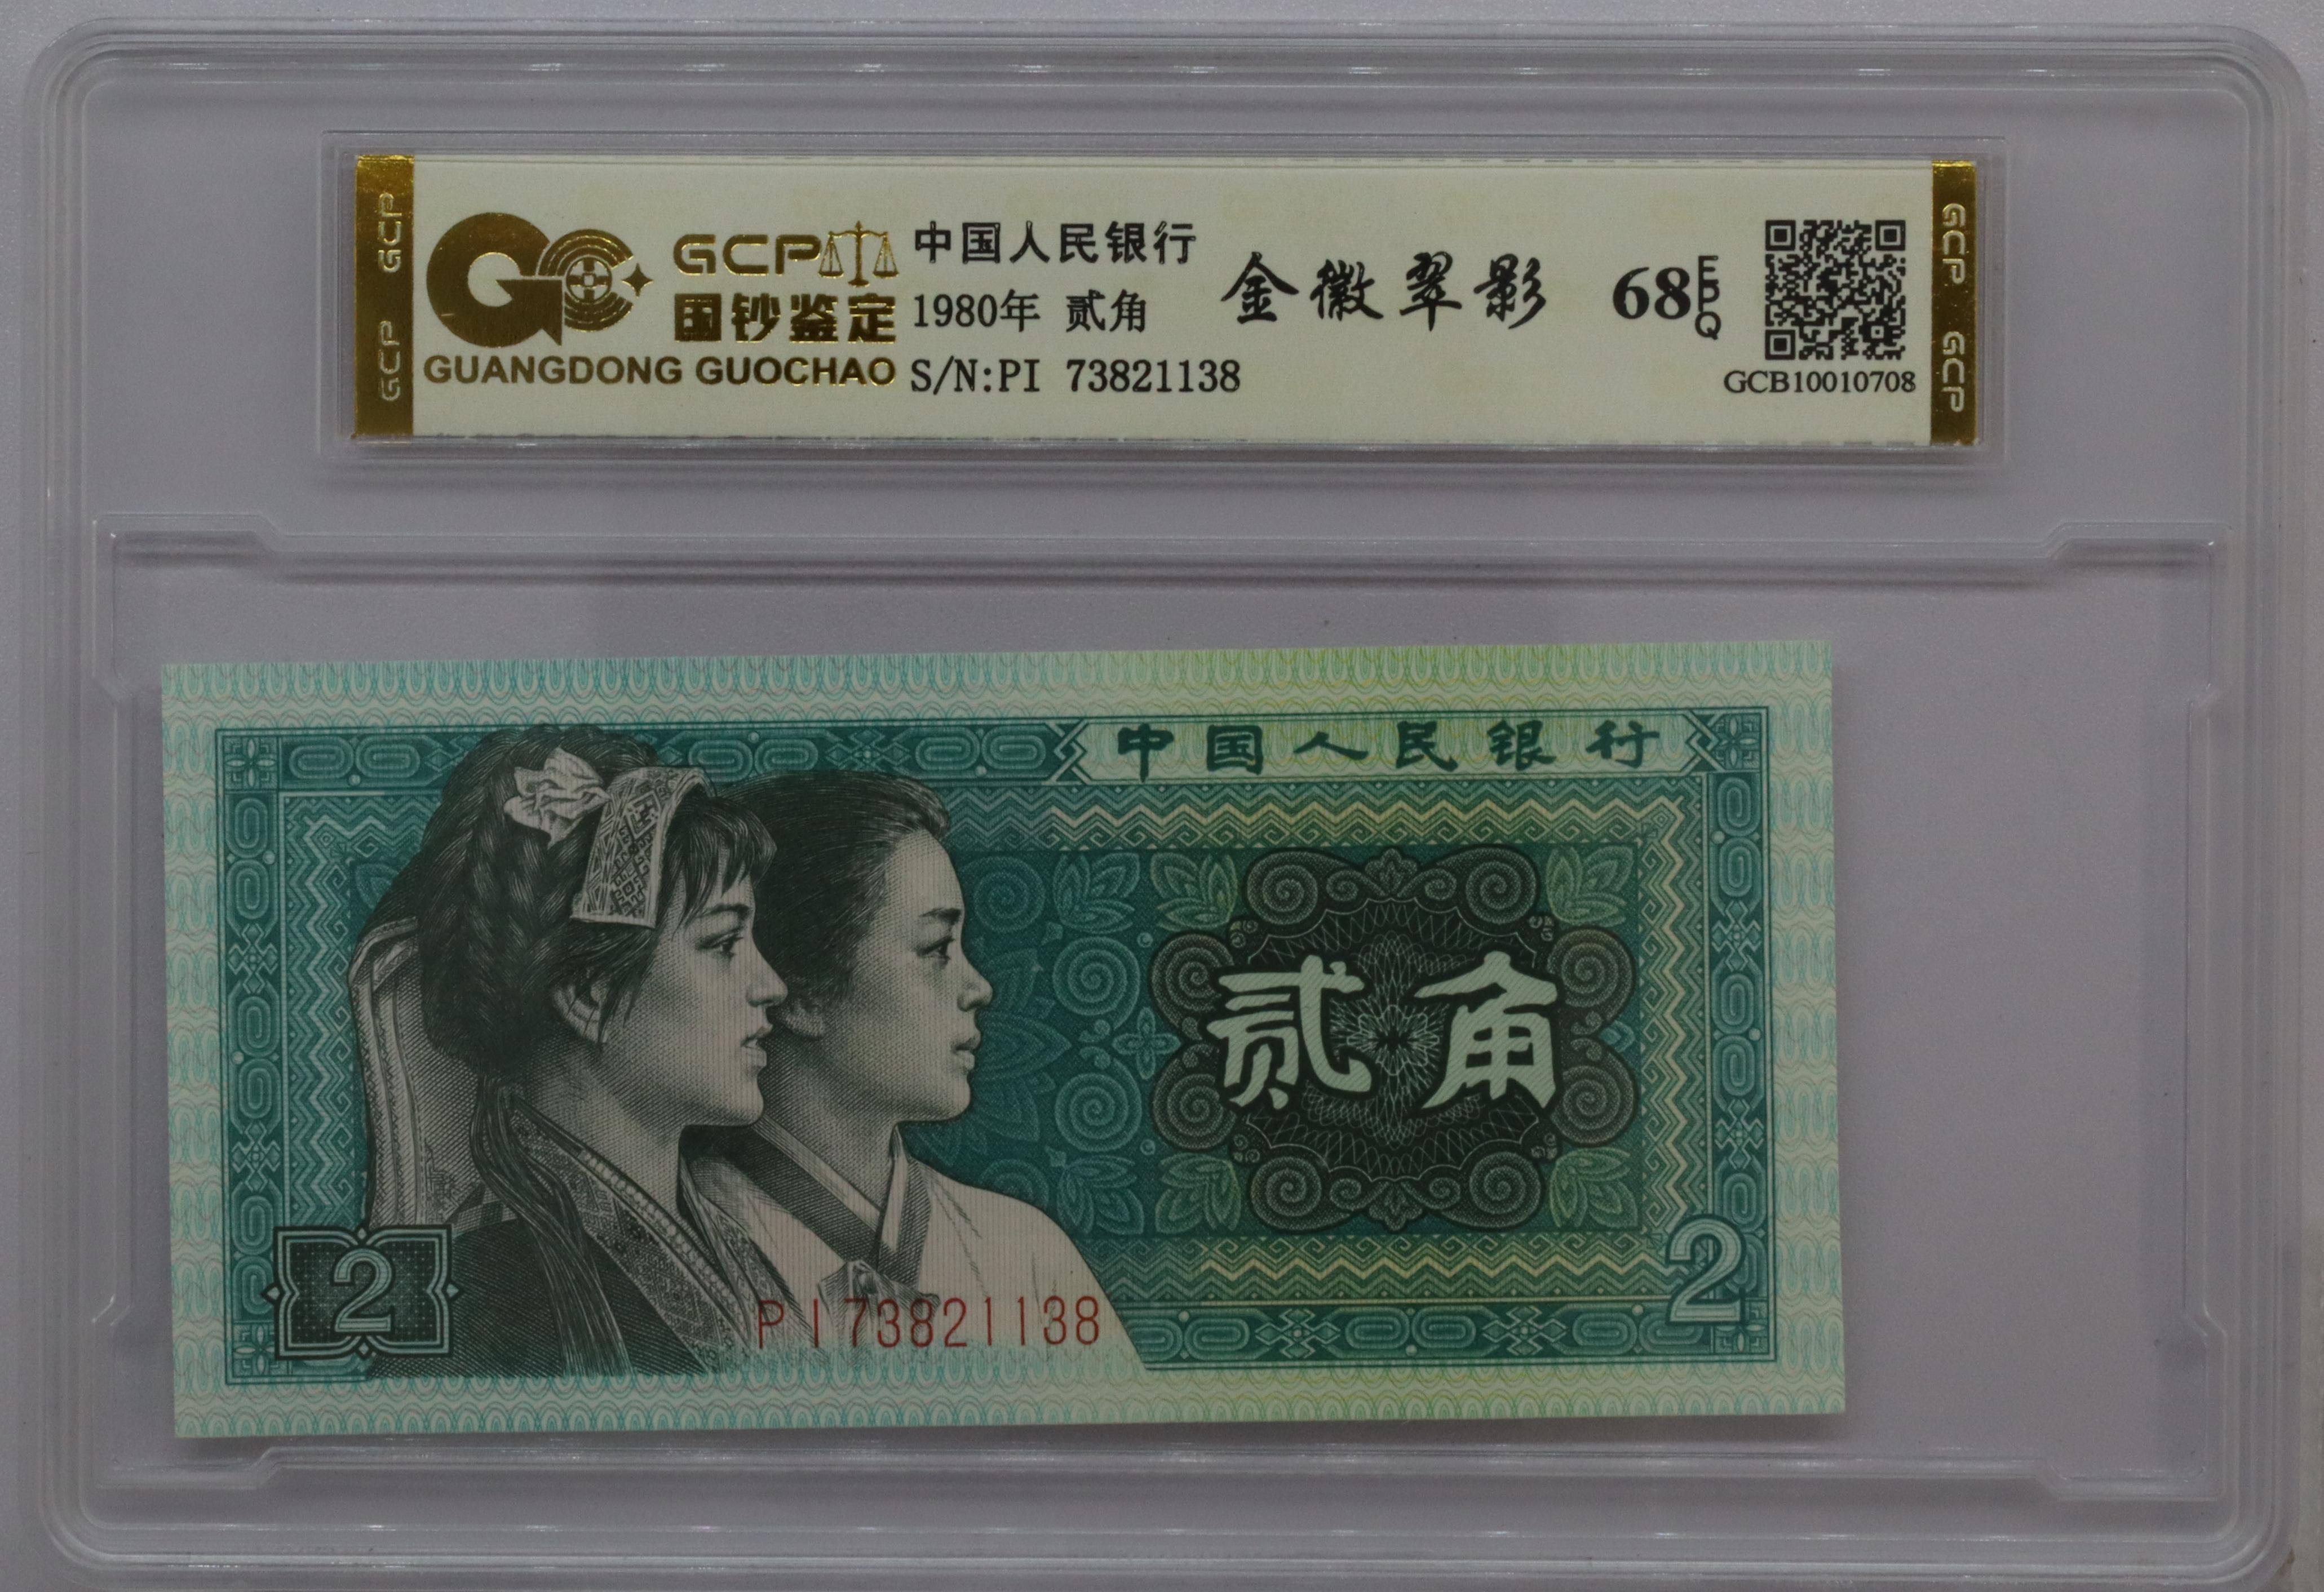 GCP GCP
GCP
国钞鉴定
GUANGDONG GUOCHAO
中国人民银行
1980年 贰角
S/N:PI 73821138
金徽翠影
68 EPQ
GCB10010708
GCP GCP
中国人民银行
贰角
2
2
PI73821138